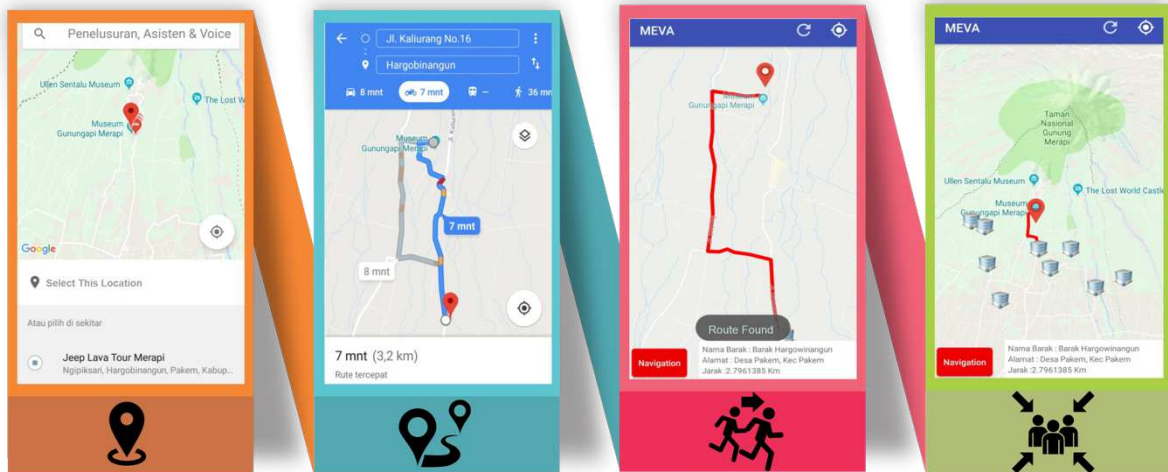 Penelusuran, Asisten & Voice
Ullen Sentalu Museum
The Lost W
Museum
Gunungapi Merapi
Google
Select This Location
Atau pilih di sekitar
Jeep Lava Tour Merapi
Ngipiksari, Hargobinangun, Pakem, Kabup...
Jl. Kaliurang No.16
Hargobinangun
8 mnt
7 mnt
–
36 mn
Museum
Gunungapi Merapi
Jl. Kaliura
7 mnt
8 mnt
7 mnt (3,2 km)
Rute tercepat
MEVA
Museum
Gunungapi Merapi
Route Found
Navigation
Nama Barak : Barak Hargowinangun
Alamat : Desa Pakem, Kec Pakem
Jarak :2.7961385 Km
MEVA
Taman
Nasional
Gunung
Merapi
Ullen Sentalu Museum
The Lost World Castle
Museum
Gunungapi Merapi
Navigation
Nama Barak : Barak Hargowinangun
Alamat : Desa Pakem, Kec Pakem
Jarak :2.7961385 Km